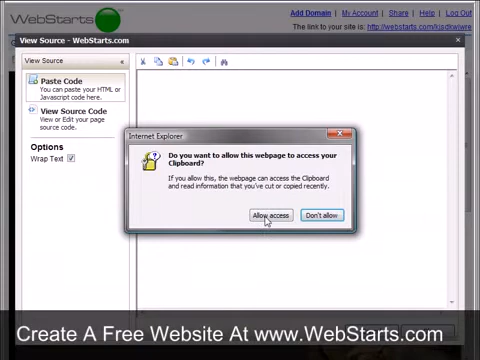 WebStarts
Add Domain | My Account | Share | Help | Log Out
The link to your site is: http://webstarts.com/kjsdkwiwre
View Source - WebStarts.com
View Source
Paste Code
You can paste your HTML or
Javascript code here.
View Source Code
View or Edit your page
source code.
Options
Wrap Text
Internet Explorer
Do you want to allow this webpage to access your
Clipboard?
If you allow this, the webpage can access the Clipboard
and read information that you've cut or copied recently.
Allow access
Don't allow
Create A Free Website At www.WebStarts.com